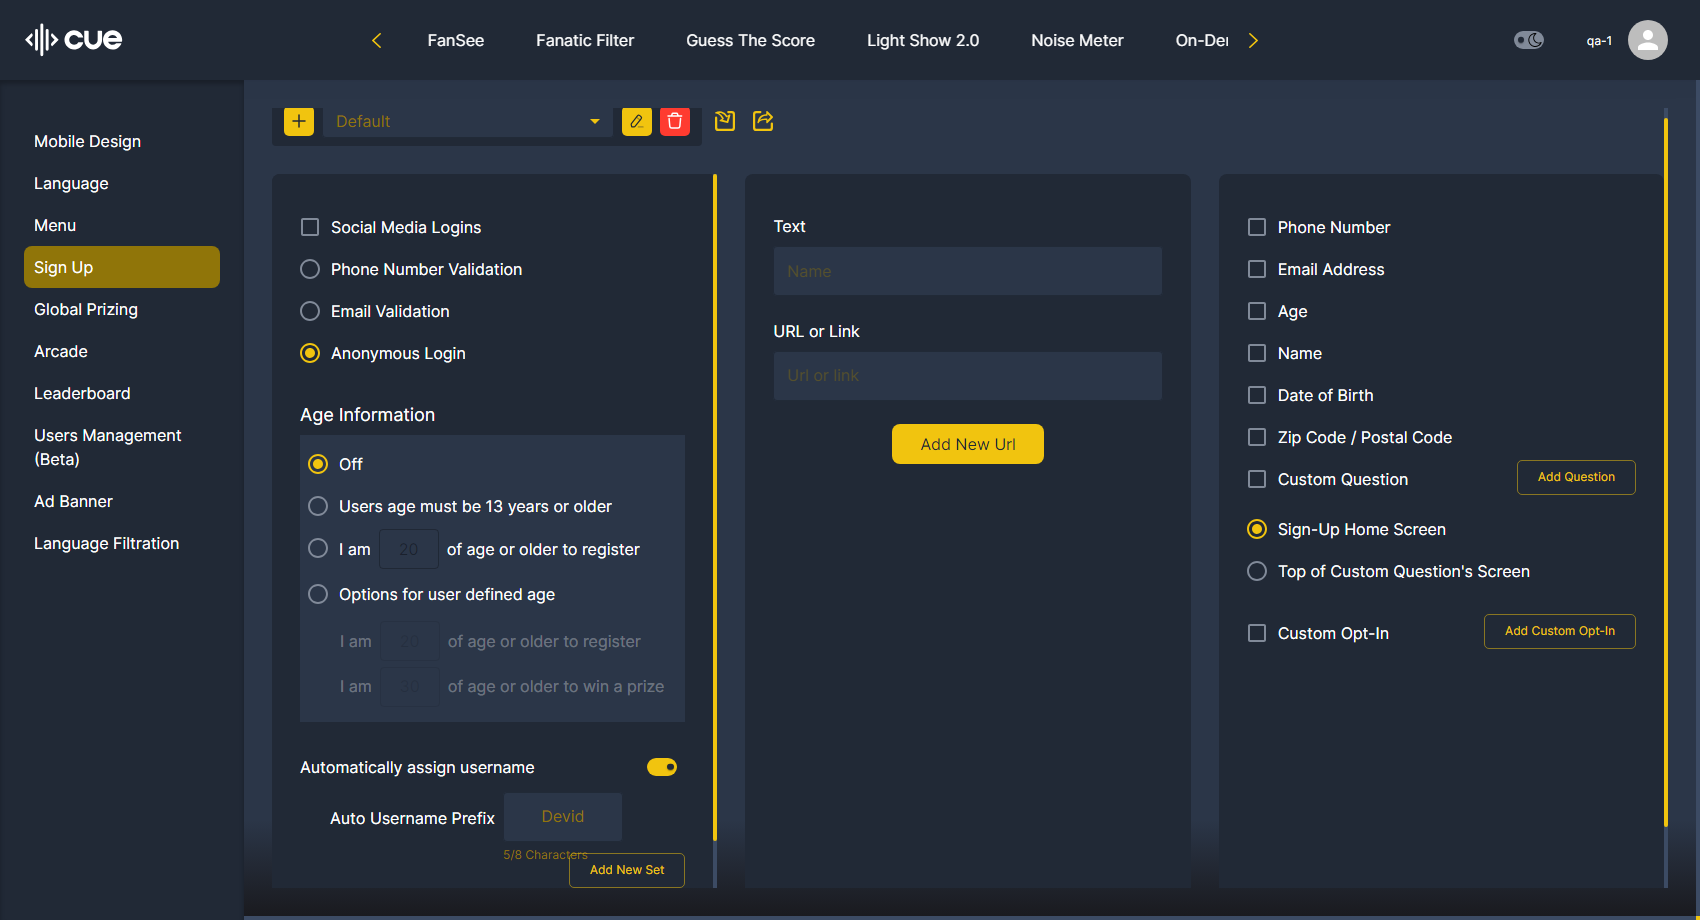 cue
FanSee
Fanatic Filter
Guess The Score
Light Show 2.0
Noise Meter
On-Der
qa-1
Mobile Design
Language
Menu
Sign Up
Global Prizing
Arcade
Leaderboard
Users Management
(Beta)
Ad Banner
Language Filtration
Default
Social Media Logins
Phone Number Validation
Email Validation
Anonymous Login
Age Information
Off
Users age must be 13 years or older
I am 20 of age or older to register
Options for user defined age
I am 20 of age or older to register
I am 30 of age or older to win a prize
Automatically assign username
Auto Username Prefix Devid
5/8 Characters
Add New Set
Text
Name
URL or Link
Url or link
Add New Url
Phone Number
Email Address
Age
Name
Date of Birth
Zip Code / Postal Code
Custom Question
Add Question
Sign-Up Home Screen
Top of Custom Question's Screen
Custom Opt-In
Add Custom Opt-In